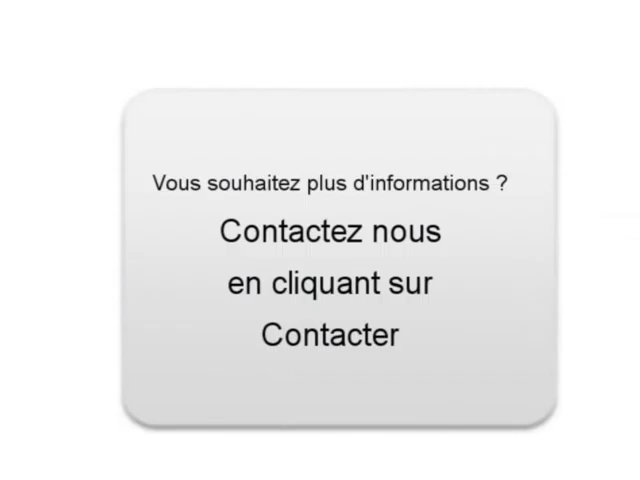 Vous souhaitez plus d'informations ?
Contactez nous
en cliquant sur
Contacter